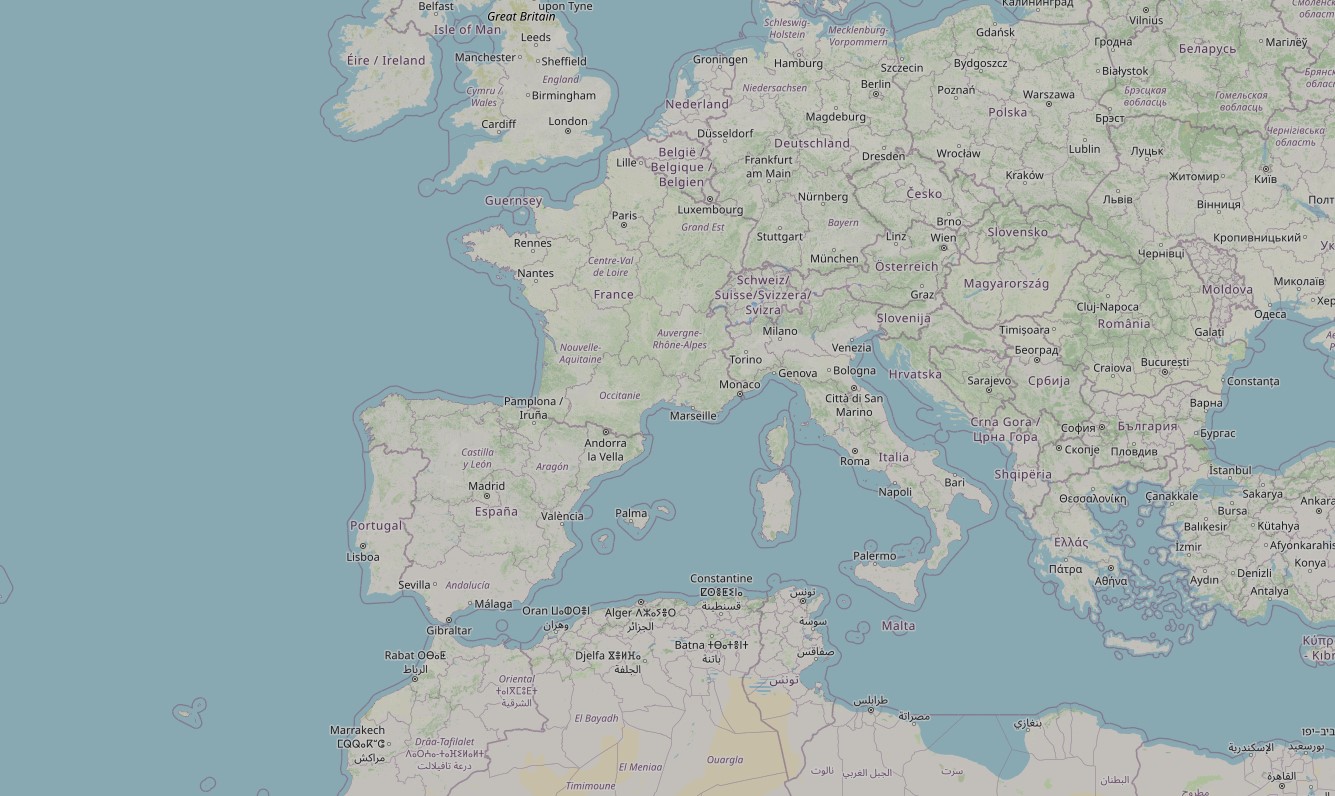 Belfast
upon Tyne
Great Britain
Isle of Man
Leeds
Éire / Ireland
Manchester
Sheffield
England
Cymru /
Wales
Birmingham
Cardiff
London
Guernsey
Schleswig-
Holstein
Mecklenburg-
Vorpommern
Groningen
Hamburg
Szczecin
Berlin
Niedersachsen
Nederland
Magdeburg
Düsseldorf
Deutschland
België /
Belgique /
Belgien
Lille
Frankfurt
am Main
Dresden
Luxembourg
Nürnberg
Paris
Grand Est
Stuttgart
Bayern
München
Rennes
Nantes
Centre-Val
de Loire
France
Schweiz/
Suisse/Svizzera/
Svizra
Nouvelle-
Aquitaine
Auvergne-
Rhône-Alpes
Occitanie
Milano
Torino
Venezia
Genova
Bologna
Monaco
Marseille
Città di San
Marino
Roma
Italia
Napoli
Bari
Palermo
Malta
Калининград
Vilnius
Gdańsk
Гродна
Беларусь
Магілёў
Bydgoszcz
Białystok
Poznań
Warszawa
Брэсцкая
вобласць
Гомельская
вобласць
Polska
Брэст
Чернігівська
область
Wrocław
Lublin
Луцьк
Kraków
Житомир
Київ
Česko
Львів
Вінниця
Brno
Linz
Wien
Slovensko
Кропивницький
Чернівці
Österreich
Magyarország
Graz
Миколаїв
Moldova
Cluj-Napoca
Одеса
Slovenija
România
Timișoara
Galați
Београд
București
Craiova
Hrvatska
Sarajevo
Србија
Constanța
Варна
Crna Gora /
Црна Гора
София
България
Бургас
Скопје
Пловдив
Shqipëria
İstanbul
Θεσσαλονίκη
Çanakkale
Sakarya
Bursa
Ankara
Balıkesir
Kütahya
Ελλάς
İzmir
Afyonkarahis
Πάτρα
Αθήνα
Aydın
Denizli
Konya
Antalya
Pamplona /
Iruña
Andorra
la Vella
Castilla
y León
Aragón
Madrid
España
València
Palma
Portugal
Lisboa
Sevilla
Andalucía
Málaga
Gibraltar
Constantine
ⵇⵙⵏⵟⵉⵏⴰ
قسنطينة
Oran
وهران
Alger
الجزائر
تونس
سوسة
Rabat ⵔⴱⴰⵟ
الرباط
Djelfa
الجلفة
Batna
باتنة
صفاقس
Oriental
الشرقية
تونس
El Bayadh
طرابلس
مصراتة
بنغازي
Marrakech
مراكش
Drâa-Tafilalet
درعة تافيلالت
El Meniaa
Ouargla
Timimoune
نالوت
الجبل الغربي
سرت
البطنان
الإسكندرية
بورسعيد
القاهرة
مطروح